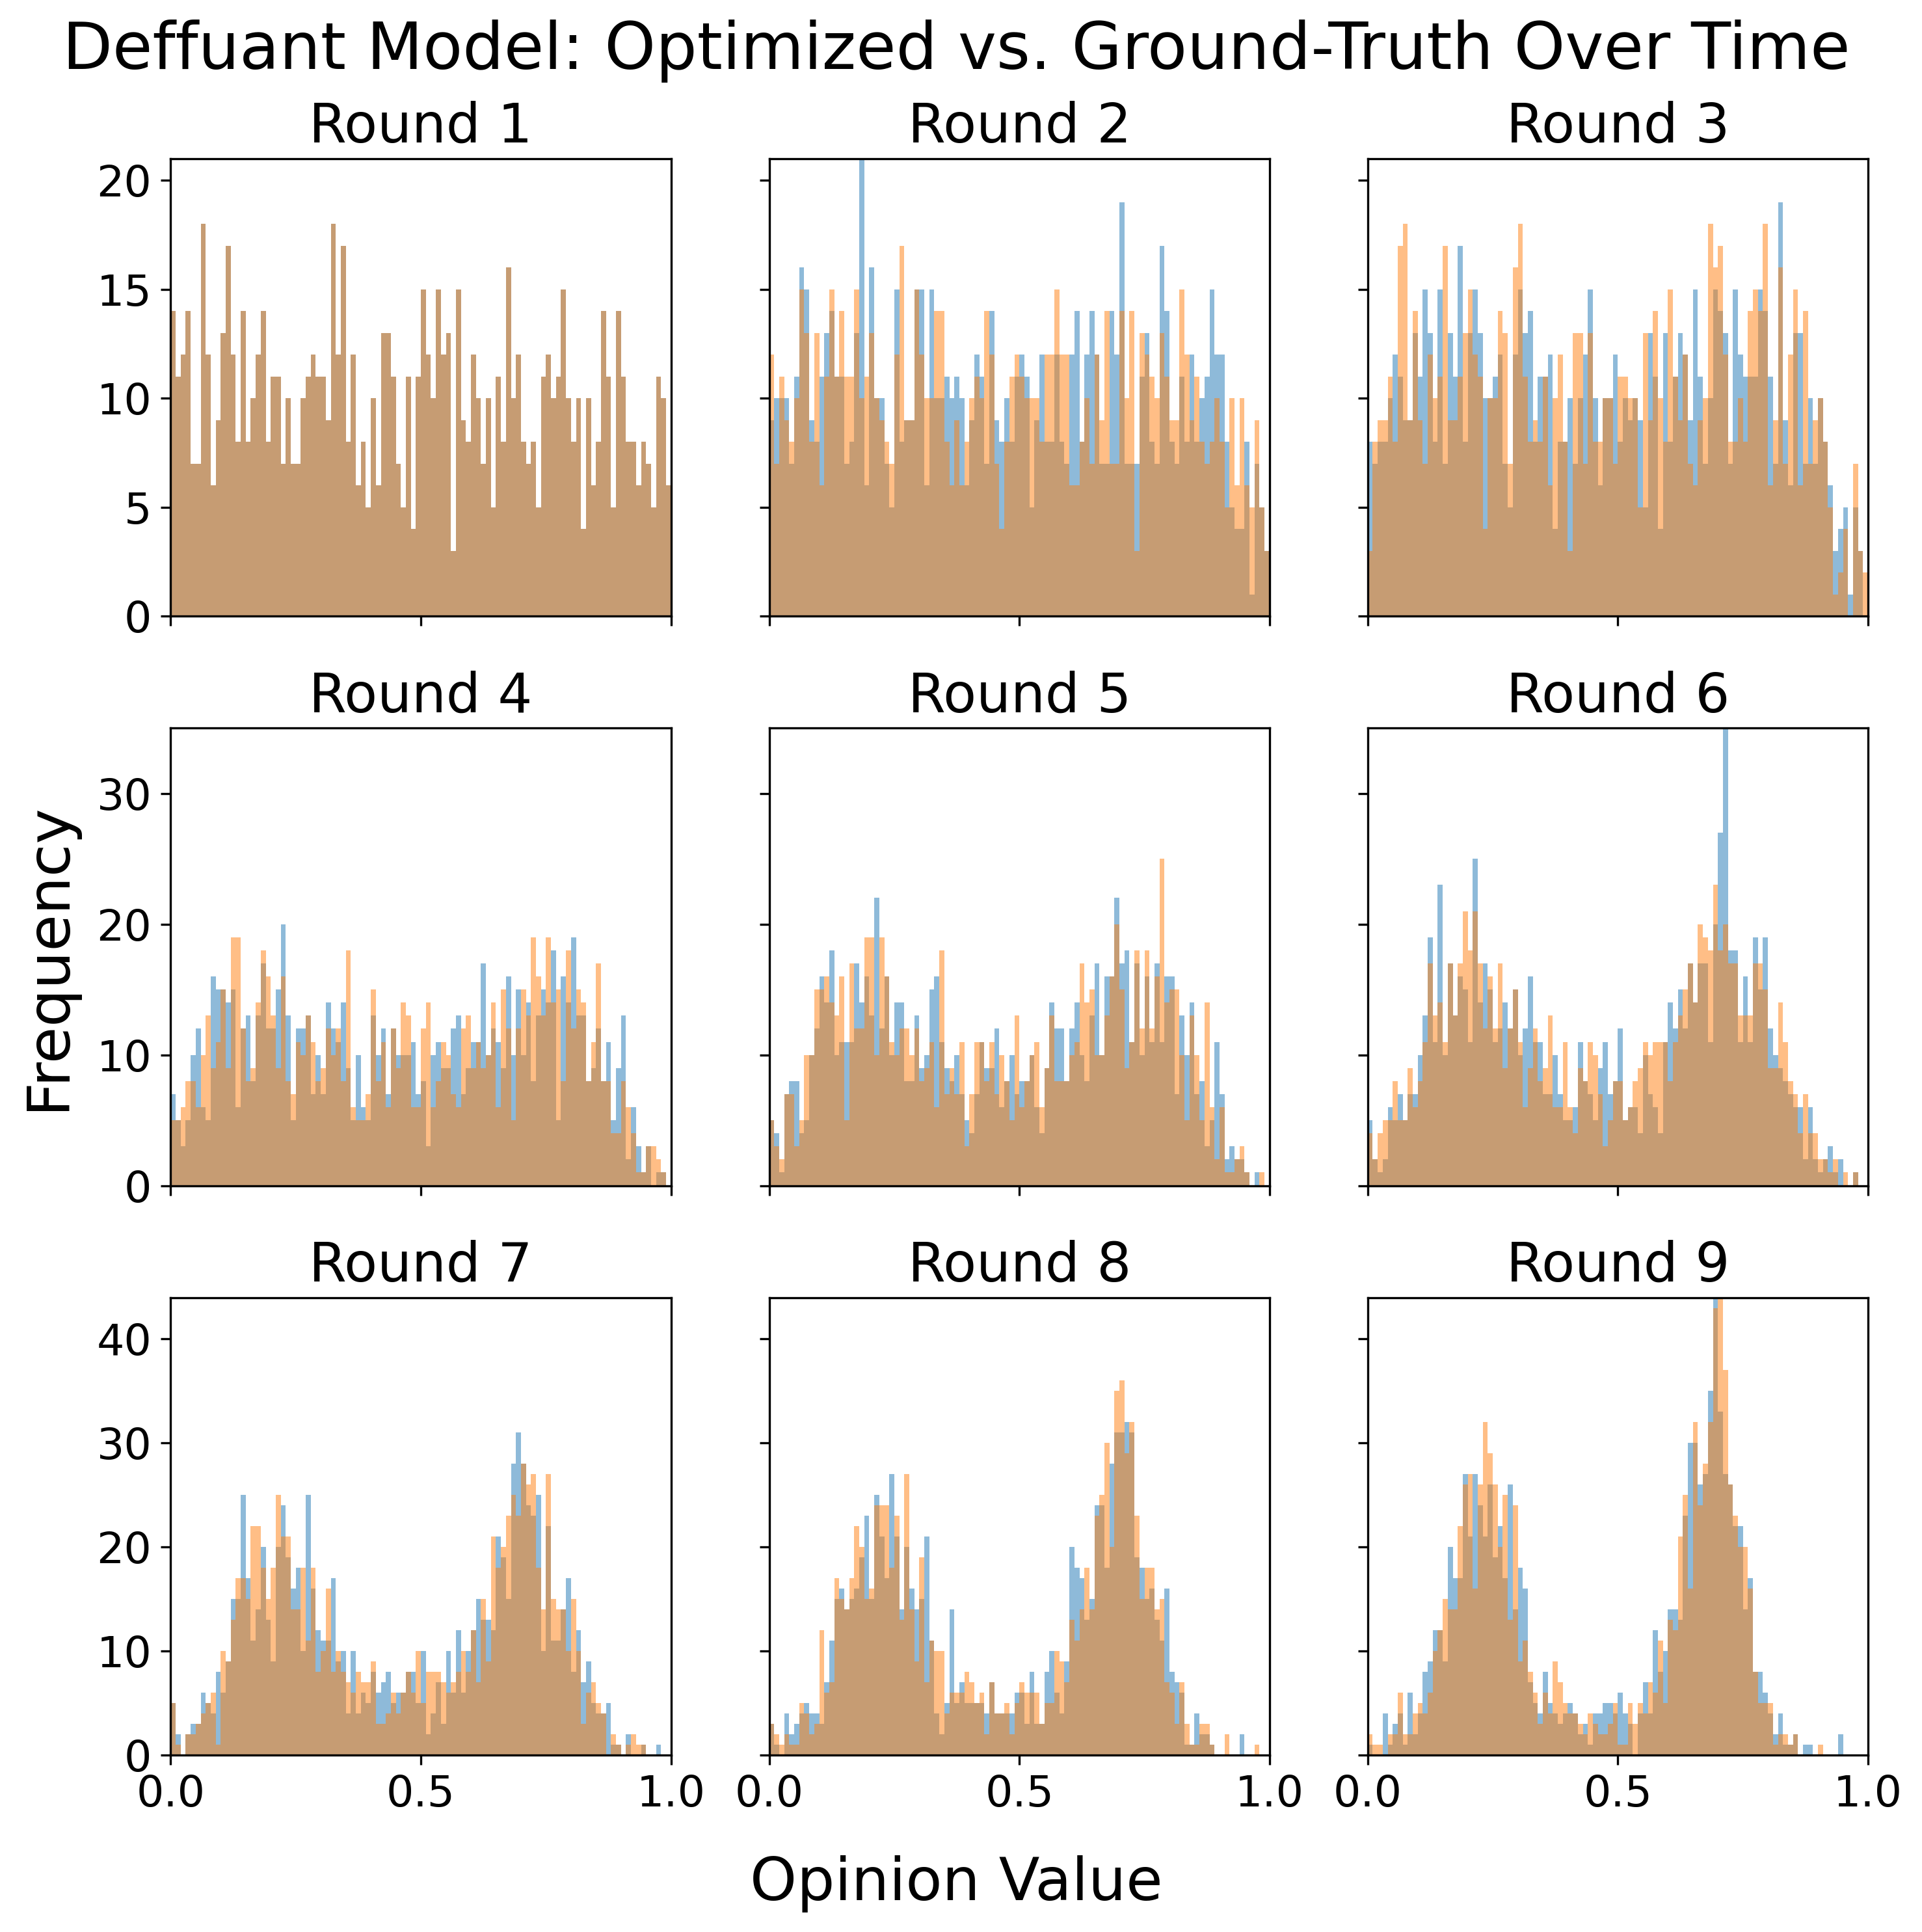 Deffuant Model: Optimized vs. Ground-Truth Over Time
Round 1
Round 2
Round 3
20
15
10
5
0
Round 4
Round 5
Round 6
Frequency
30
20
10
0
Round 7
Round 8
Round 9
40
30
20
10
0
0.0 0.5 1.0 0.0 0.5 1.0 0.0 0.5 1.0
Opinion Value